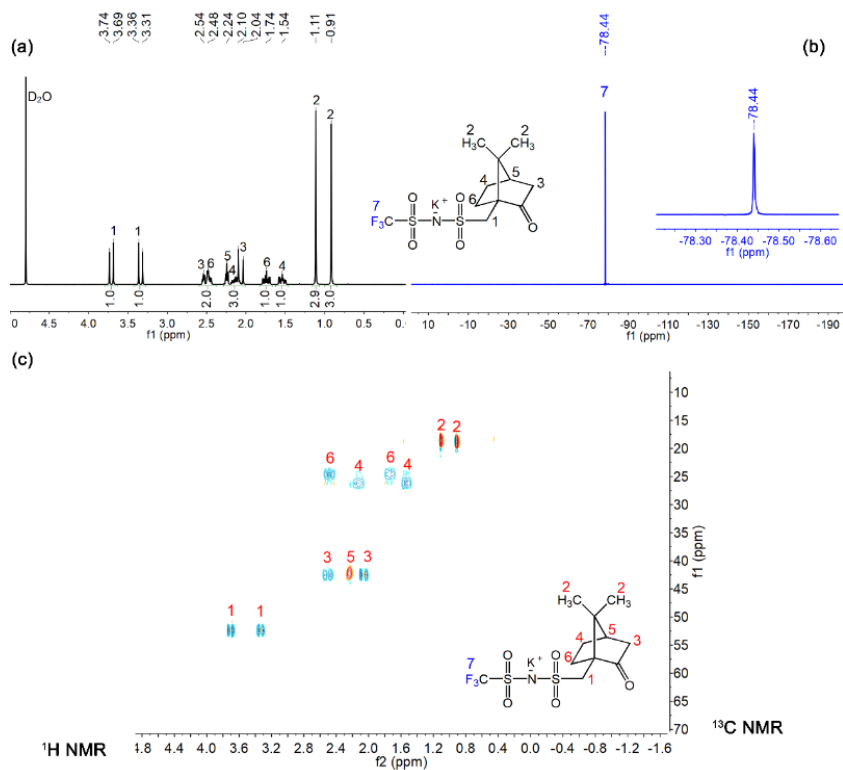 (a)
3.74
3.69
3.36
3.31
2.54
2.48
2.24
2.10
2.04
1.74
1.54
1.11
0.91
D₂O
1 1 3 6 5 4 3 6 4 2 2
1.0 1.0 2.0 3.0 1.0 1.0 2.9 3.0
0 4.5 3.5 2.5 1.5 0.5 0.0
f1 (ppm)
2 2
H₃C CH₃
5
4 3
6
7 O O K⁺ O O
F₃C S N S
O O O O 1 O
(b)
-78.44
7
-78.44
-78.30 -78.40 -78.50 -78.60
f1 (ppm)
10 -10 -30 -50 -70 -90 -110 -130 -150 -170 -190
f1 (ppm)
(c)
2 2
6 4 6 4
3 5 3
1 1
10
15
20
25
30
35
40
45
50
55
60
65
70
f1 (ppm)
2 2
H₃C CH₃
5
4 3
6
7 O O K⁺ O O
F₃C S N S
O O O O 1 O
¹H NMR
4.8 4.4 4.0 3.6 3.2 2.8 2.4 2.0 1.6 1.2 0.8 0.4 0.0 -0.4 -0.8 -1.2 -1.6
f2 (ppm)
¹³C NMR